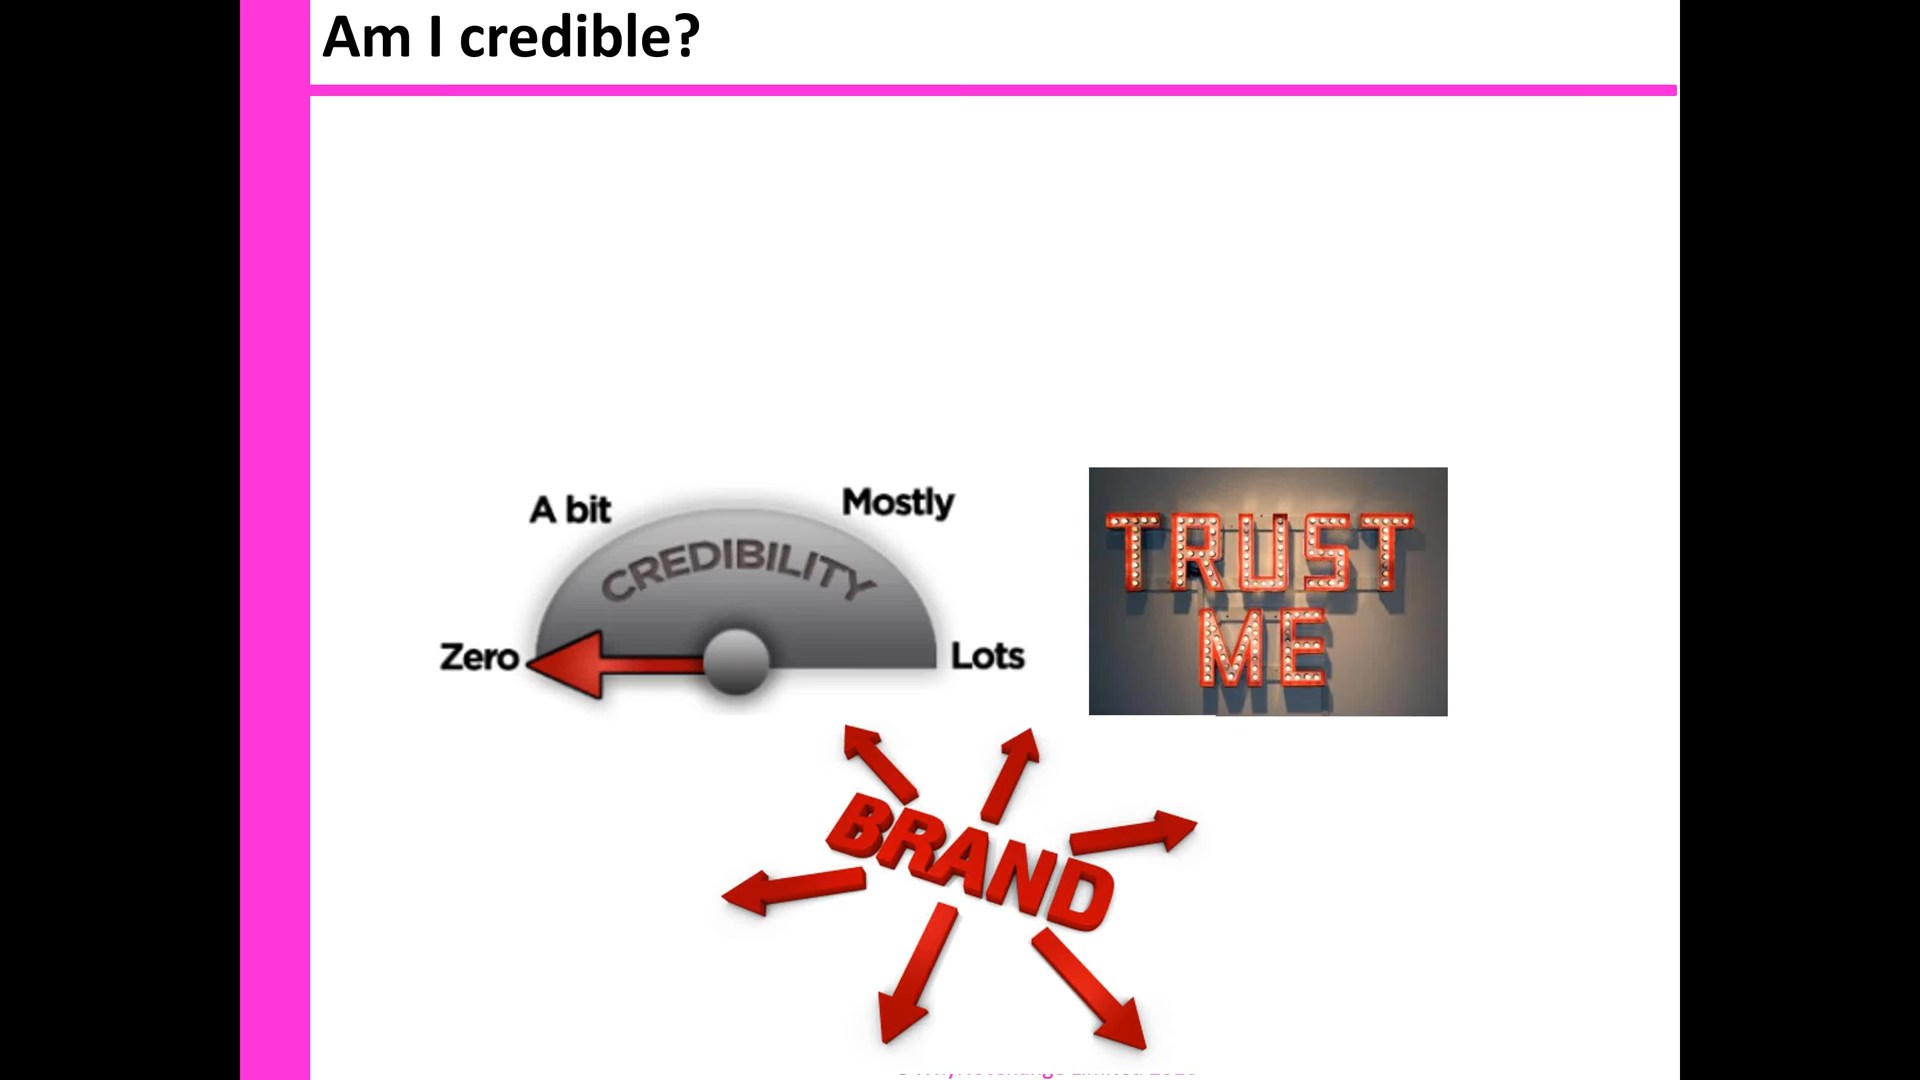 Am I credible?
A bit
Mostly
CREDIBILITY
Zero
Lots
TRUST
ME
BRAND